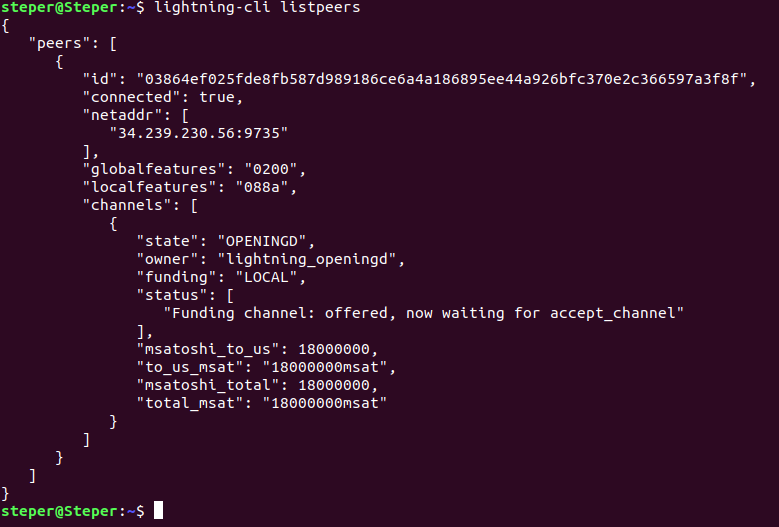 steper@Steper:~$ lightning-cli listpeers
{
   "peers": [
      {
         "id": "03864ef025fde8fb587d989186ce6a4a186895ee44a926bfc370e2c366597a3f8f",
         "connected": true,
         "netaddr": [
            "34.239.230.56:9735"
         ],
         "globalfeatures": "0200",
         "localfeatures": "088a",
         "channels": [
            {
               "state": "OPENINGD",
               "owner": "lightning_openingd",
               "funding": "LOCAL",
               "status": [
                  "Funding channel: offered, now waiting for accept_channel"
               ],
               "msatoshi_to_us": 18000000,
               "to_us_msat": "18000000msat",
               "msatoshi_total": 18000000,
               "total_msat": "18000000msat"
            }
         ]
      }
   ]
}
steper@Steper:~$